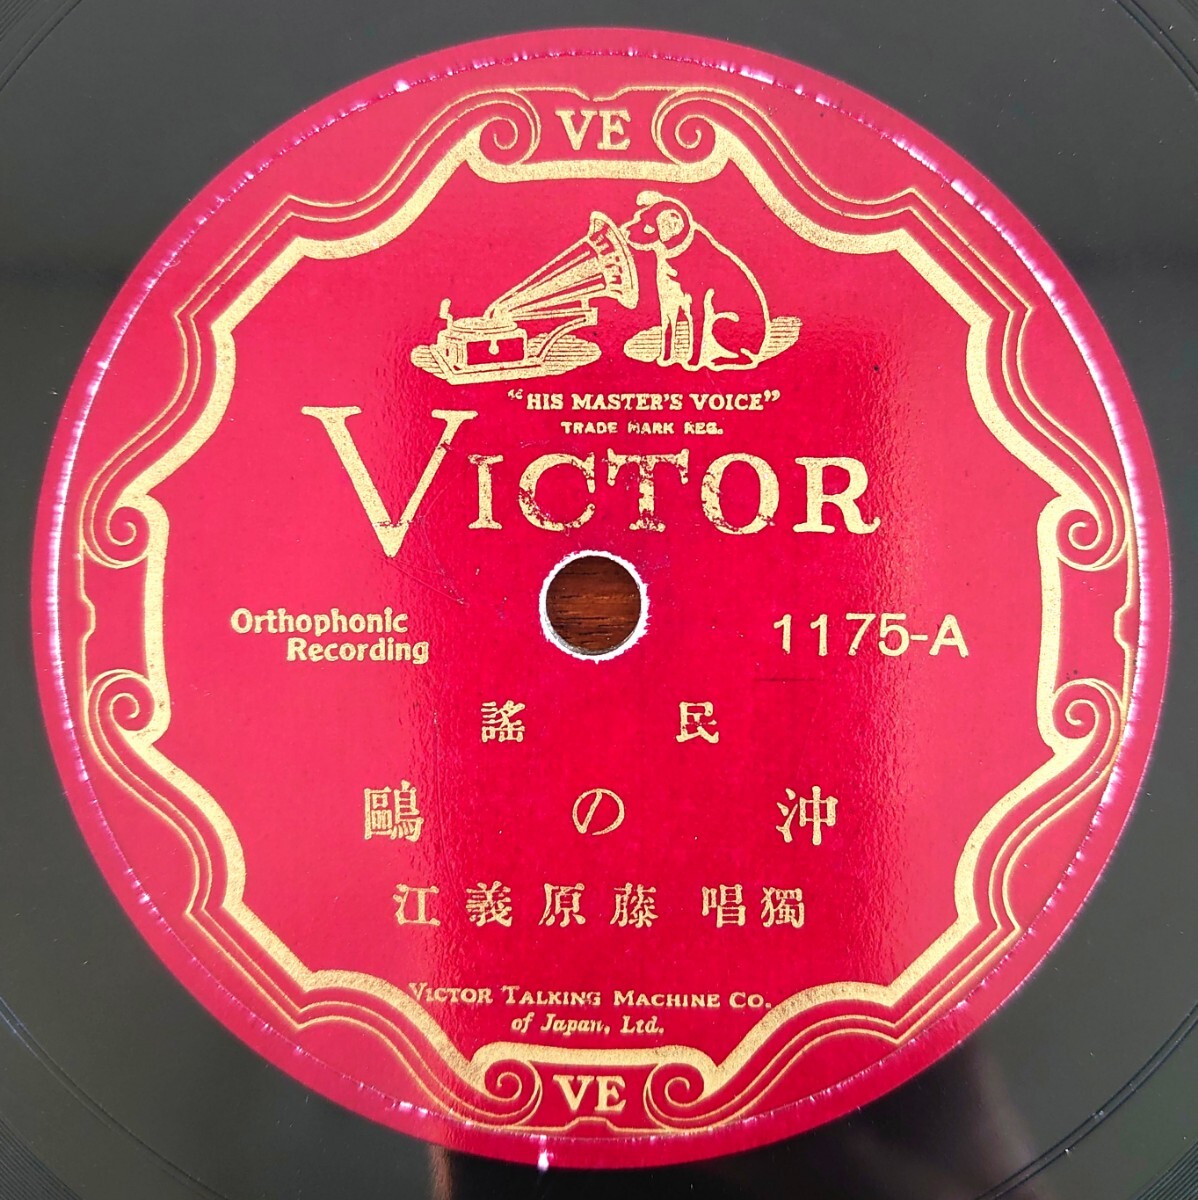 VE
"HIS MASTER'S VOICE"
TRADE MARK REG.
VICTOR
Orthophonic
Recording
1175-A
民謠
沖の鷗
獨唱 藤原義江
VICTOR TALKING MACHINE CO.
of Japan, Ltd.
VE